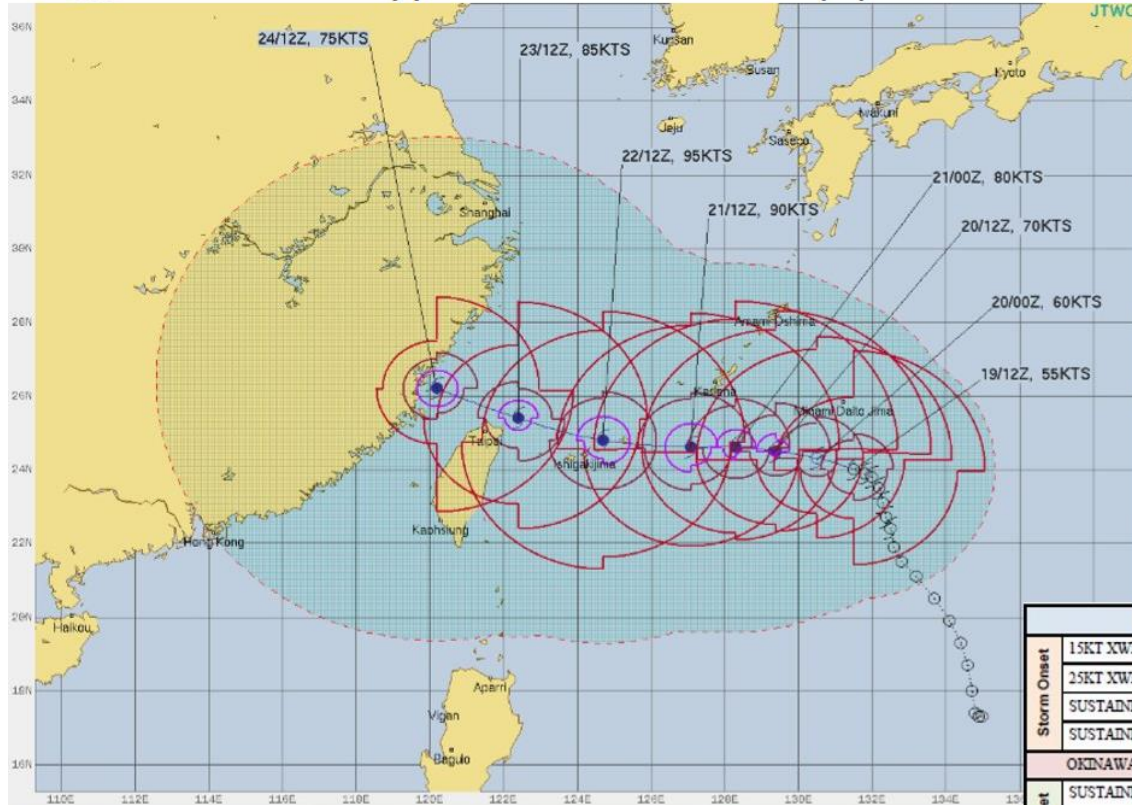 JTWC
36N
34N
32N
30N
28N
26N
24N
22N
20N
18N
16N
24/12Z, 75KTS
23/12Z, 85KTS
22/12Z, 95KTS
21/12Z, 90KTS
21/00Z, 80KTS
20/12Z, 70KTS
20/00Z, 60KTS
19/12Z, 55KTS
Kunsan
Busan
Kyoto
Iwakuni
Jeju
Sasebo
Shanghai
Amami Oshima
Kadena
Minami Daito Jima
Taipei
Ishigakijima
Kaohsiung
Hong Kong
Haikou
Aparri
Vigan
Baguio
110E
112E
114E
116E
118E
120E
122E
124E
126E
128E
130E
132E
134E
Storm Onset
15KT XW
25KT XW
SUSTAIN
SUSTAIN
OKINAWA
SUSTAIN